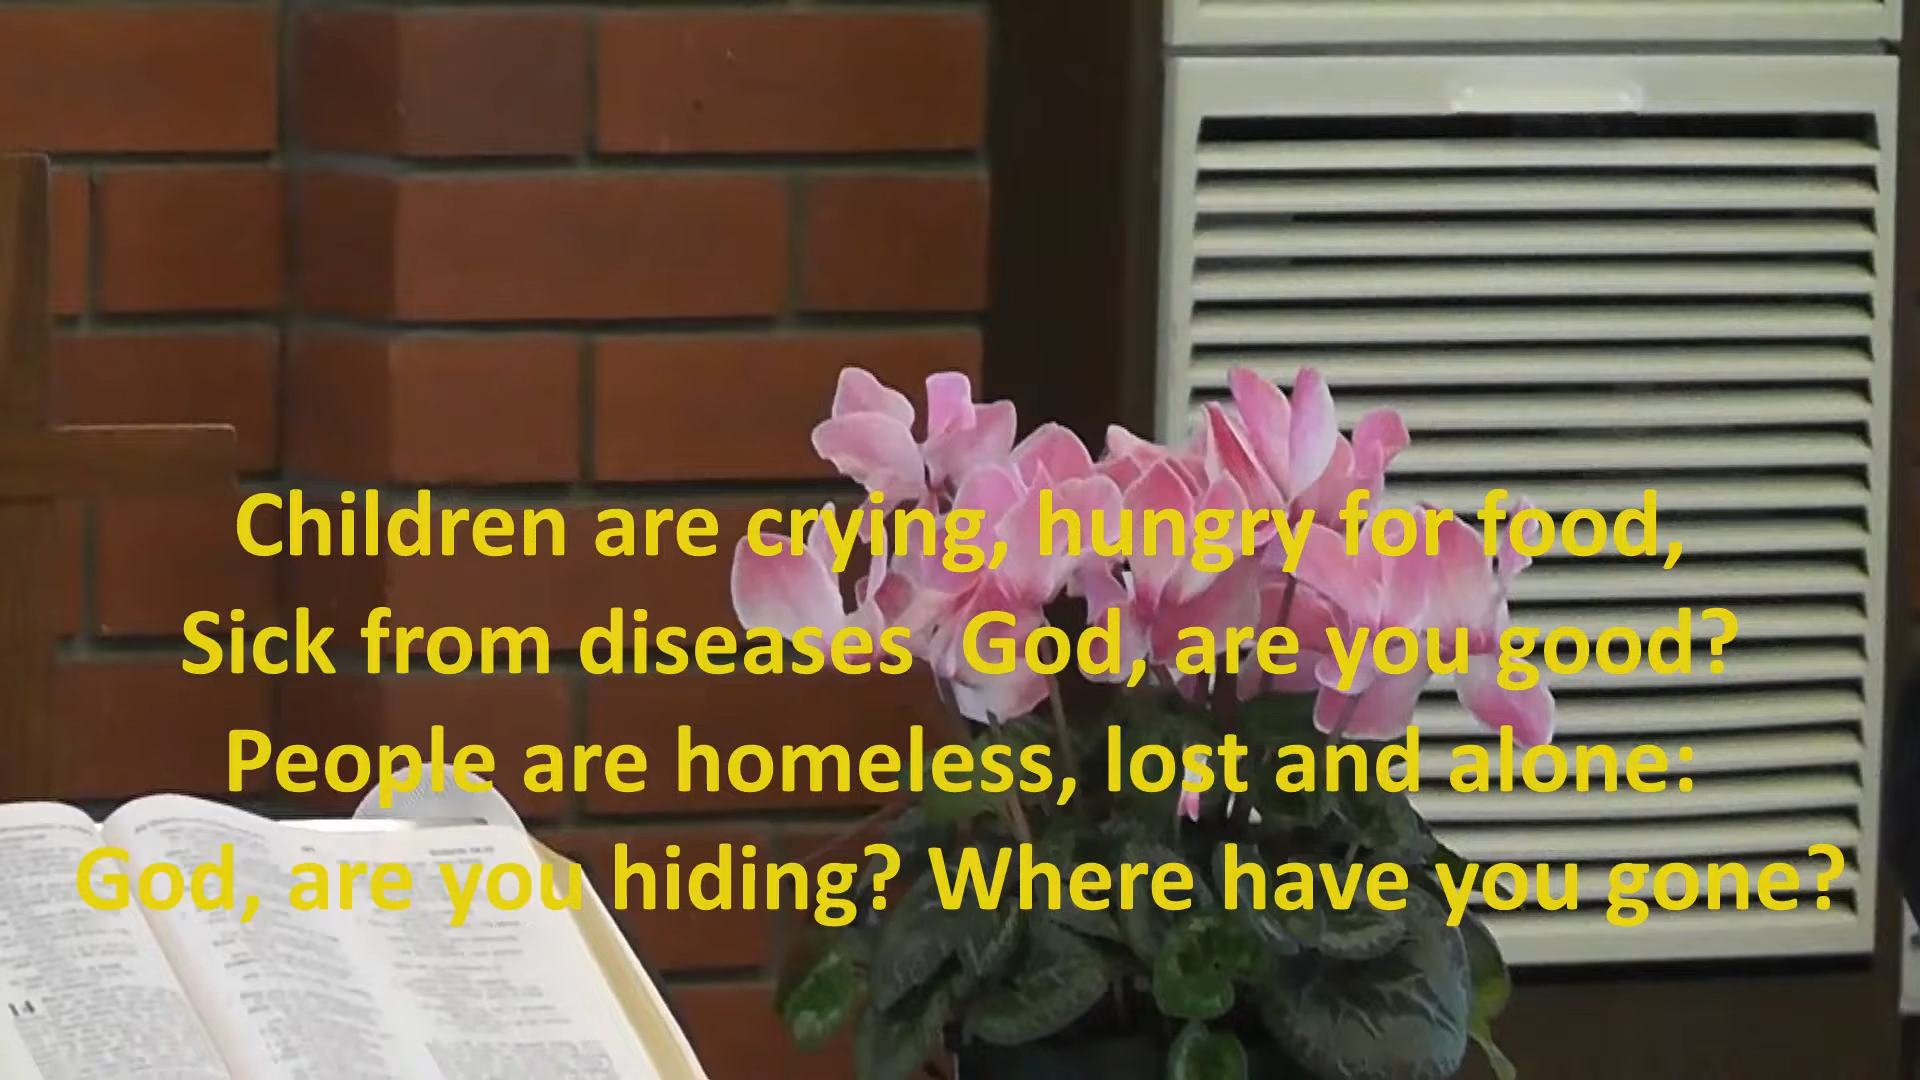 Children are crying, hungry for food,
Sick from diseases  God, are you good?
People are homeless, lost and alone:
God, are you hiding? Where have you gone?
14